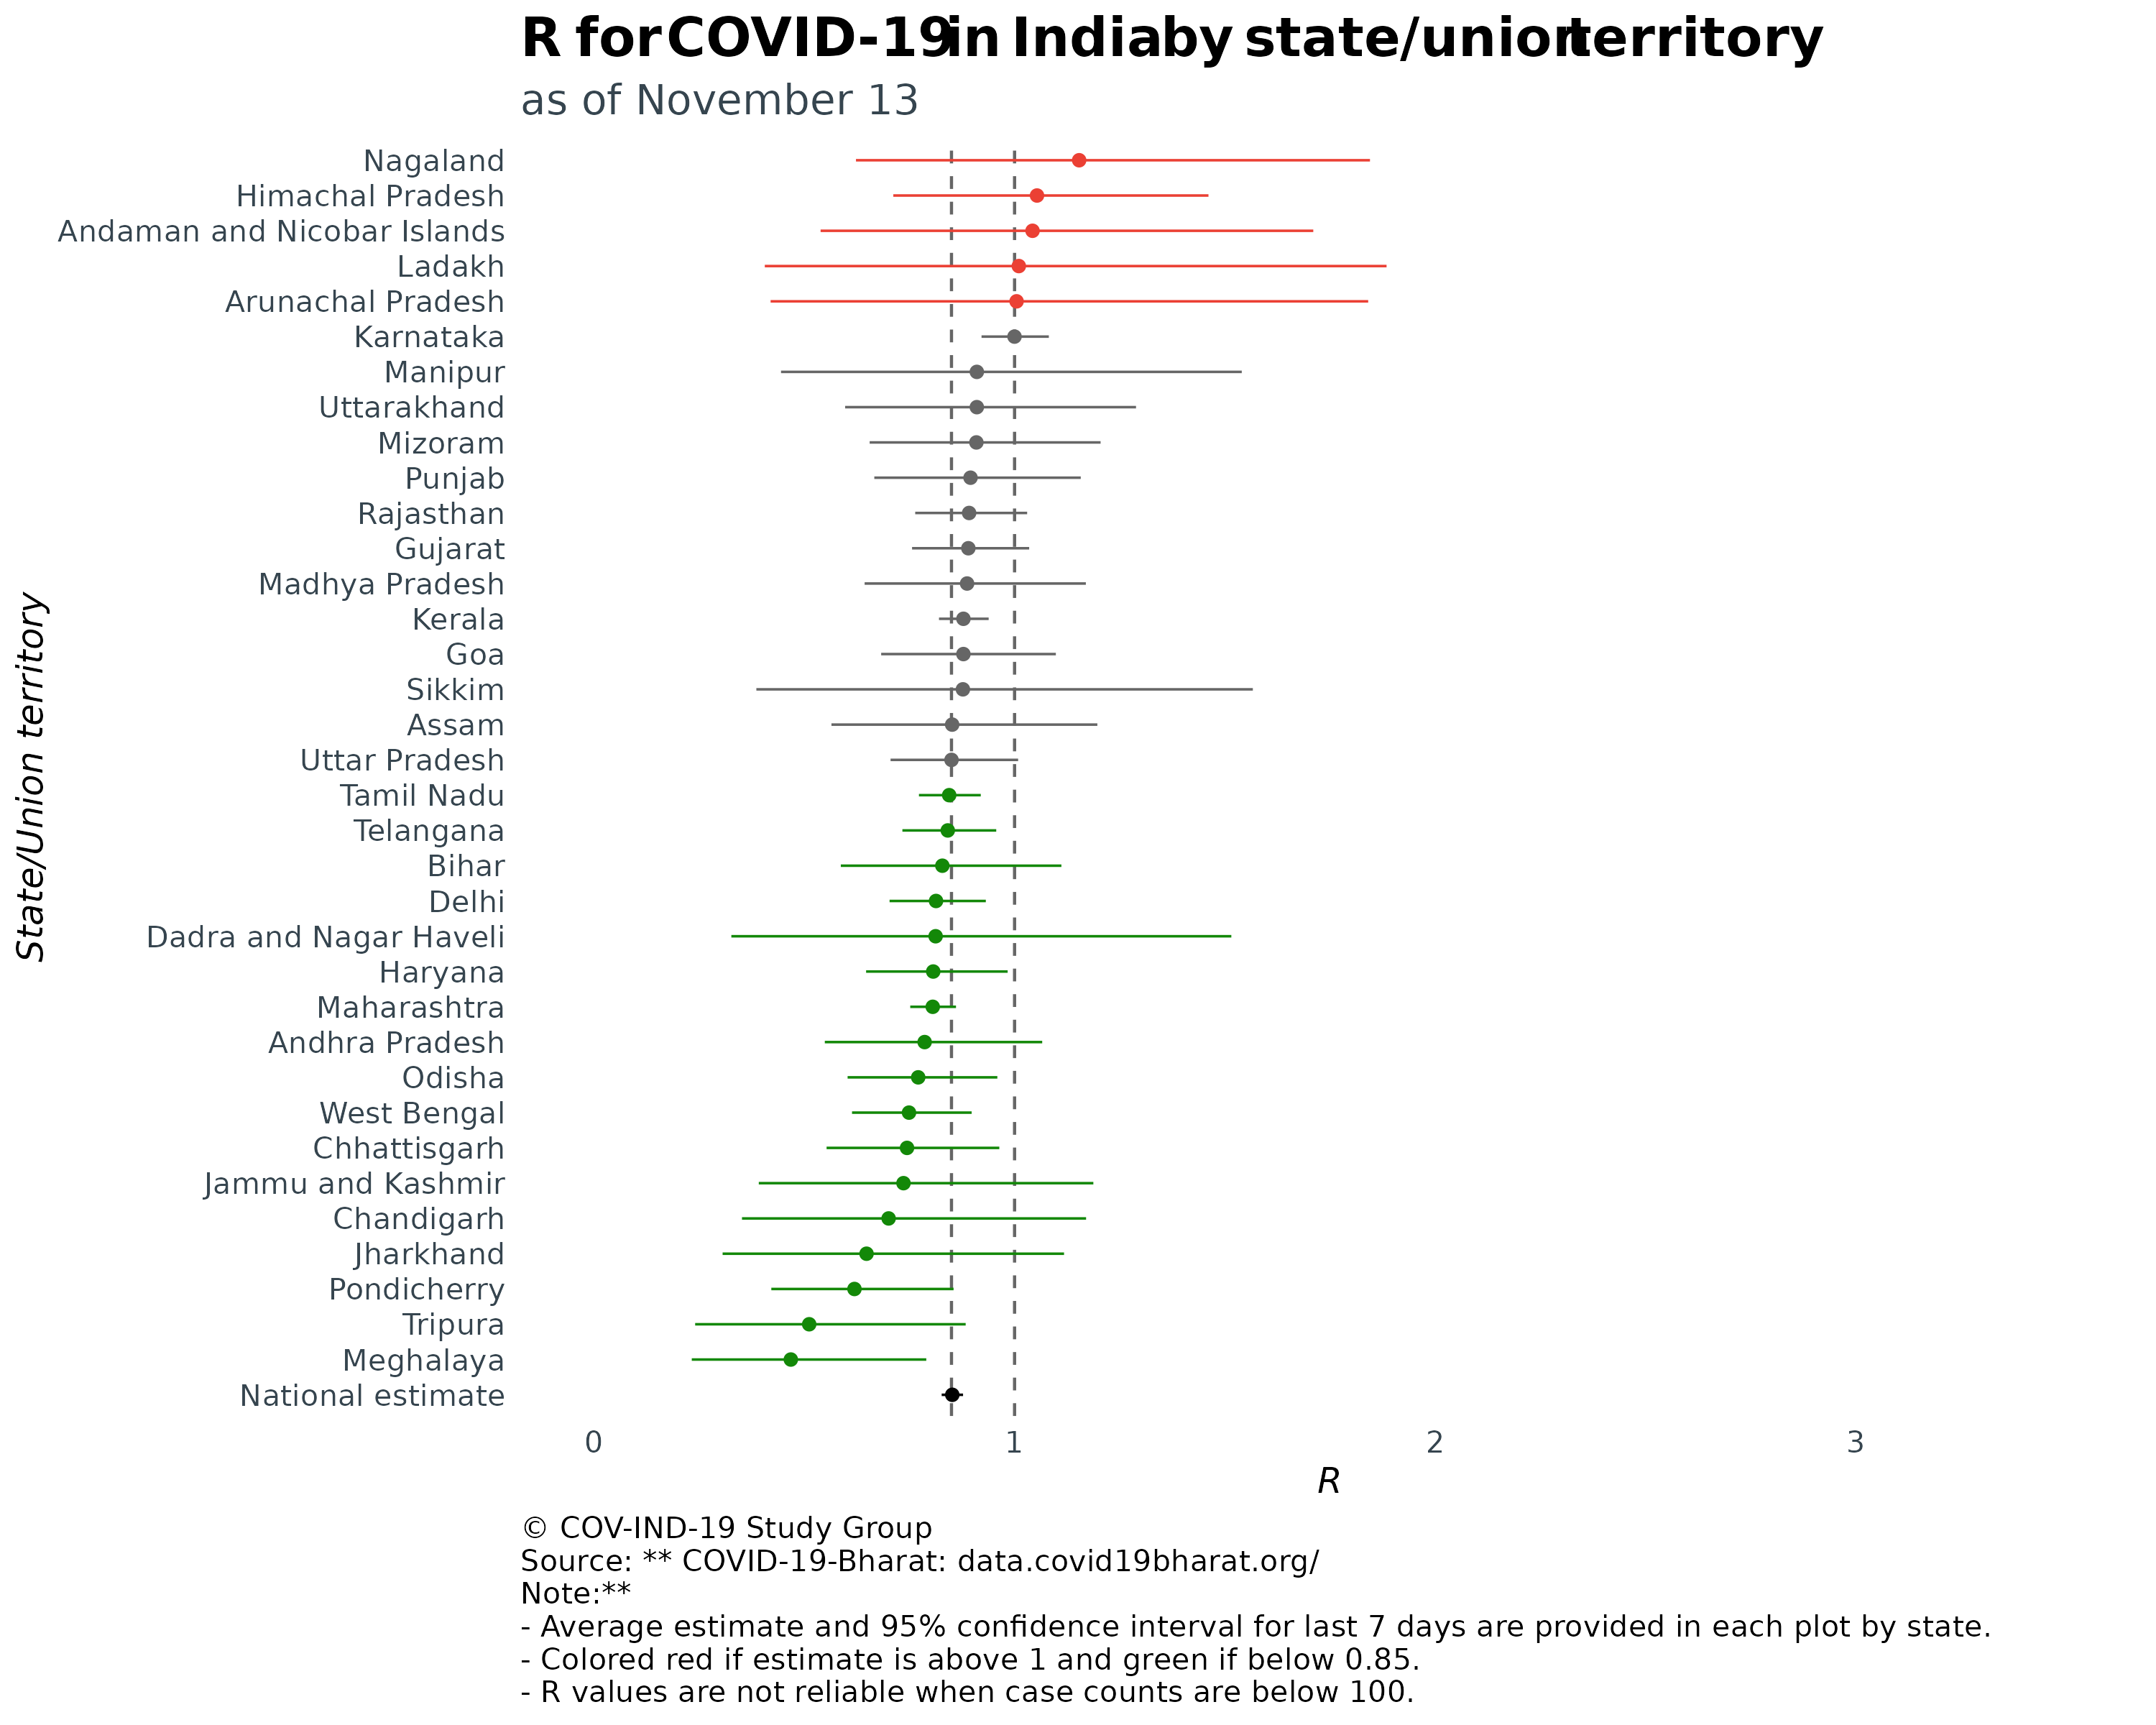 R for COVID-19 in India by state/union territory
as of November 13
Nagaland
Himachal Pradesh
Andaman and Nicobar Islands
Ladakh
Arunachal Pradesh
Karnataka
Manipur
Uttarakhand
Mizoram
Punjab
Rajasthan
Gujarat
Madhya Pradesh
Kerala
Goa
Sikkim
Assam
Uttar Pradesh
Tamil Nadu
Telangana
Bihar
Delhi
Dadra and Nagar Haveli
Haryana
Maharashtra
Andhra Pradesh
Odisha
West Bengal
Chhattisgarh
Jammu and Kashmir
Chandigarh
Jharkhand
Pondicherry
Tripura
Meghalaya
National estimate
State/Union territory
0 1 2 3
R
© COV-IND-19 Study Group
Source: ** COVID-19-Bharat: data.covid19bharat.org/
Note:**
- Average estimate and 95% confidence interval for last 7 days are provided in each plot by state.
- Colored red if estimate is above 1 and green if below 0.85.
- R values are not reliable when case counts are below 100.